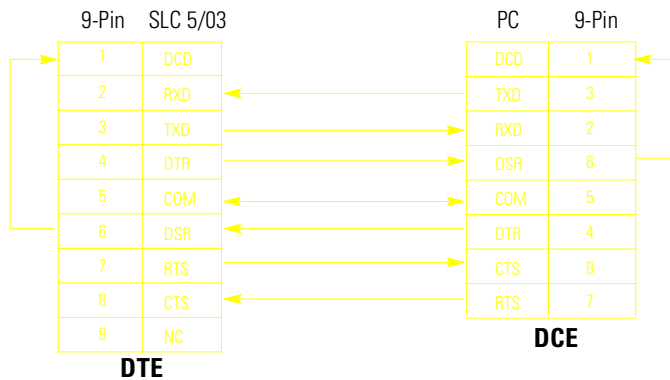 9-Pin SLC 5/03 PC 9-Pin
1 DCD DCD 1
2 RXD TXD 3
3 TXD RXD 2
4 DTR DSR 6
5 COM COM 5
6 DSR DTR 4
7 RTS CTS 8
8 CTS RTS 7
9 NC DCE
DTE